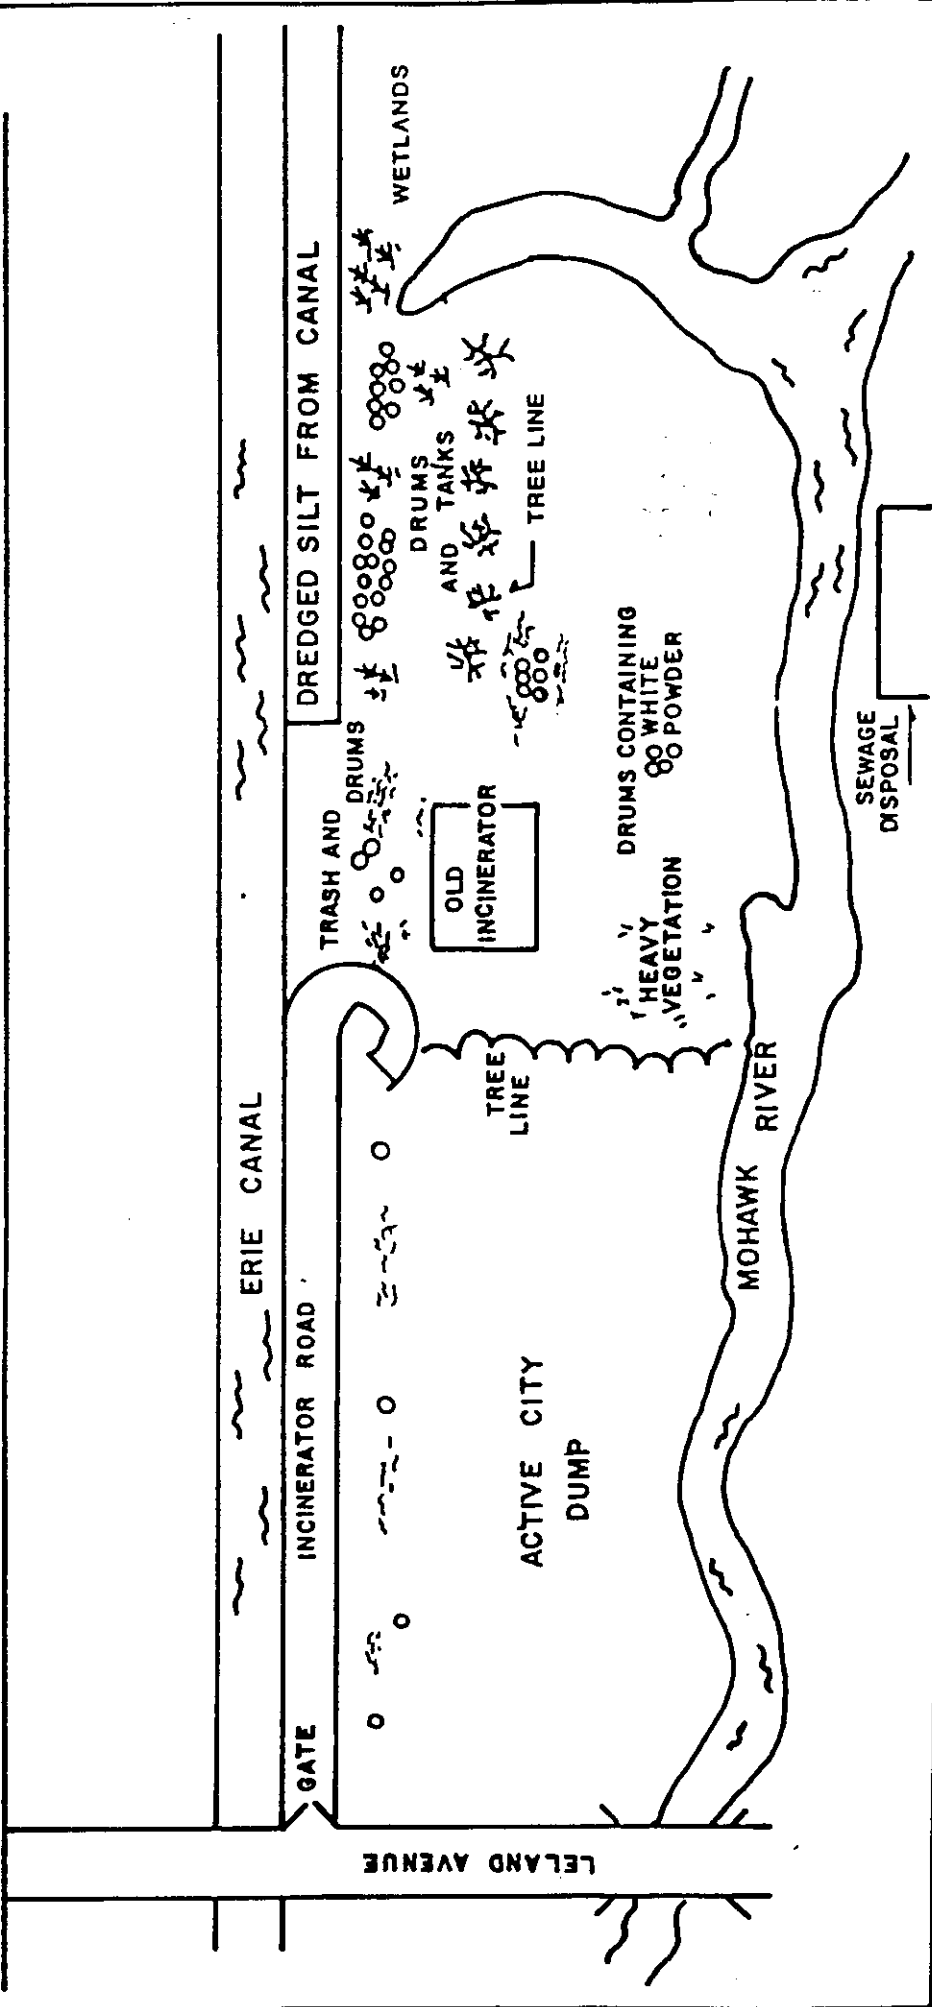 ERIE CANAL
DREDGED SILT FROM CANAL
GATE
INCINERATOR ROAD
TRASH AND
DRUMS
WETLANDS
DRUMS
AND TANKS
TREE LINE
OLD
INCINERATOR
TREE
LINE
ACTIVE CITY
DUMP
HEAVY
VEGETATION
DRUMS CONTAINING
WHITE
POWDER
MOHAWK RIVER
SEWAGE
DISPOSAL
LELAND AVENUE